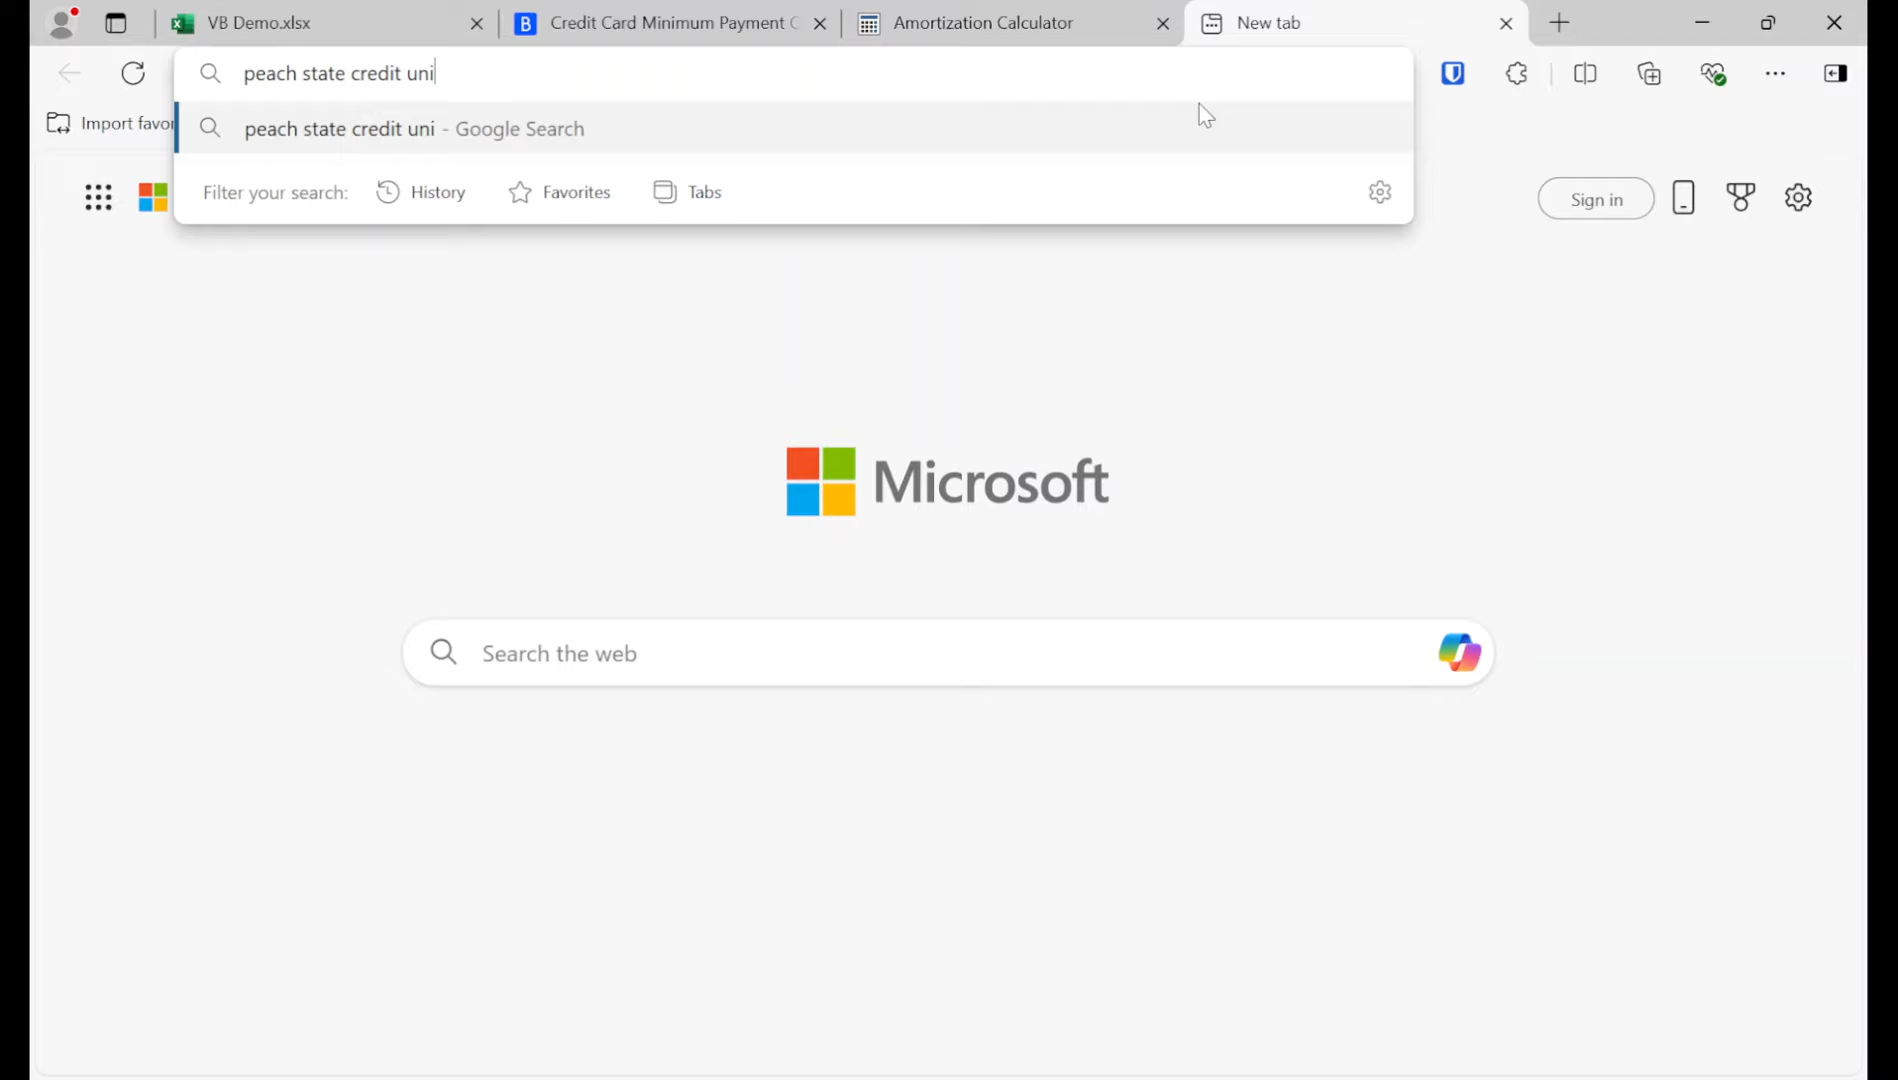 VB Demo.xlsx
Credit Card Minimum Payment C
Amortization Calculator
New tab
peach state credit uni
Import favor
peach state credit uni - Google Search
Filter your search:
History
Favorites
Tabs
Sign in
Microsoft
Search the web